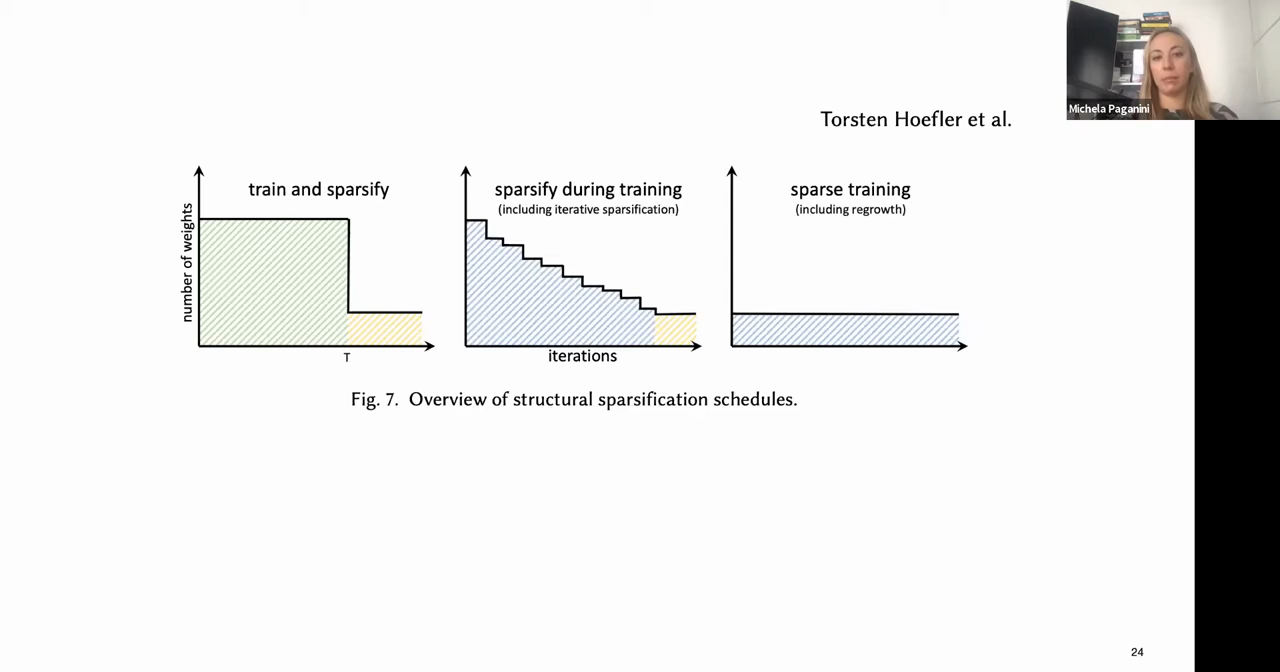 Michela Paganini
Torsten Hoefler et al.
train and sparsify
sparsify during training
(including iterative sparsification)
sparse training
(including regrowth)
number of weights
T
iterations
Fig. 7. Overview of structural sparsification schedules.
24